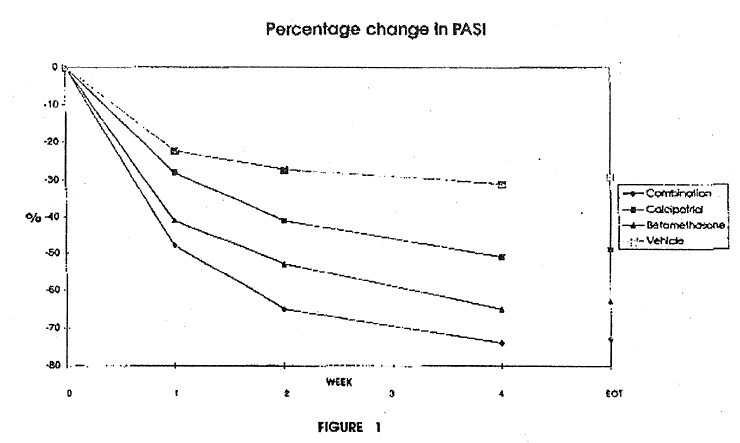 Percentage change in PASI
0
-10
-20
-30
% -40
-50
-60
-70
-80
0 1 2 3 4 EOT
WEEK
Combination
Calcipotriol
Betamethasone
Vehicle
FIGURE 1